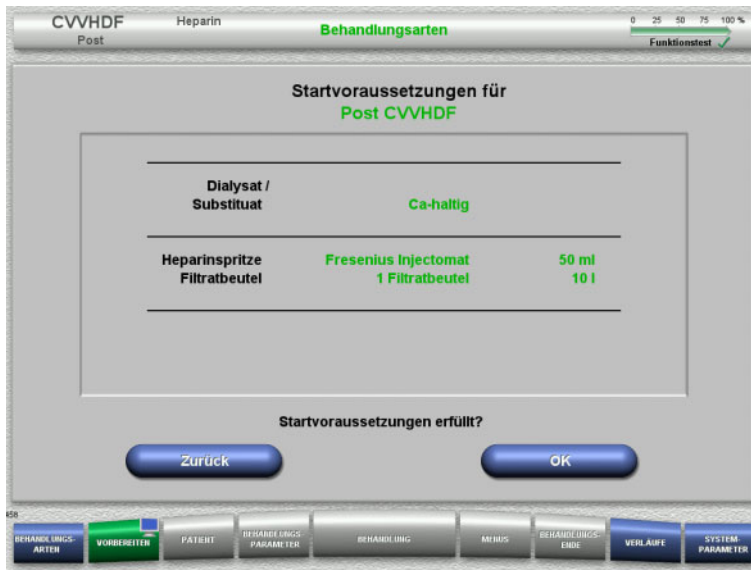 CVVHDF
Post
Heparin
Behandlungsarten
0 25 50 75 100 %
Funktionstest
Startvoraussetzungen für
Post CVVHDF
Dialysat /
Substituat Ca-haltig
Heparinspritze Fresenius Injectomat 50 ml
Filtratbeutel 1 Filtratbeutel 10 l
Startvoraussetzungen erfüllt?
Zurück OK
458
BEHANDLUNGS-
ARTEN
VORBEREITEN
PATIENT
BEHANDLUNGS-
PARAMETER
BEHANDLUNG
MENUS
BEHANDLUNGS-
ENDE
VERLÄUFE
SYSTEM-
PARAMETER